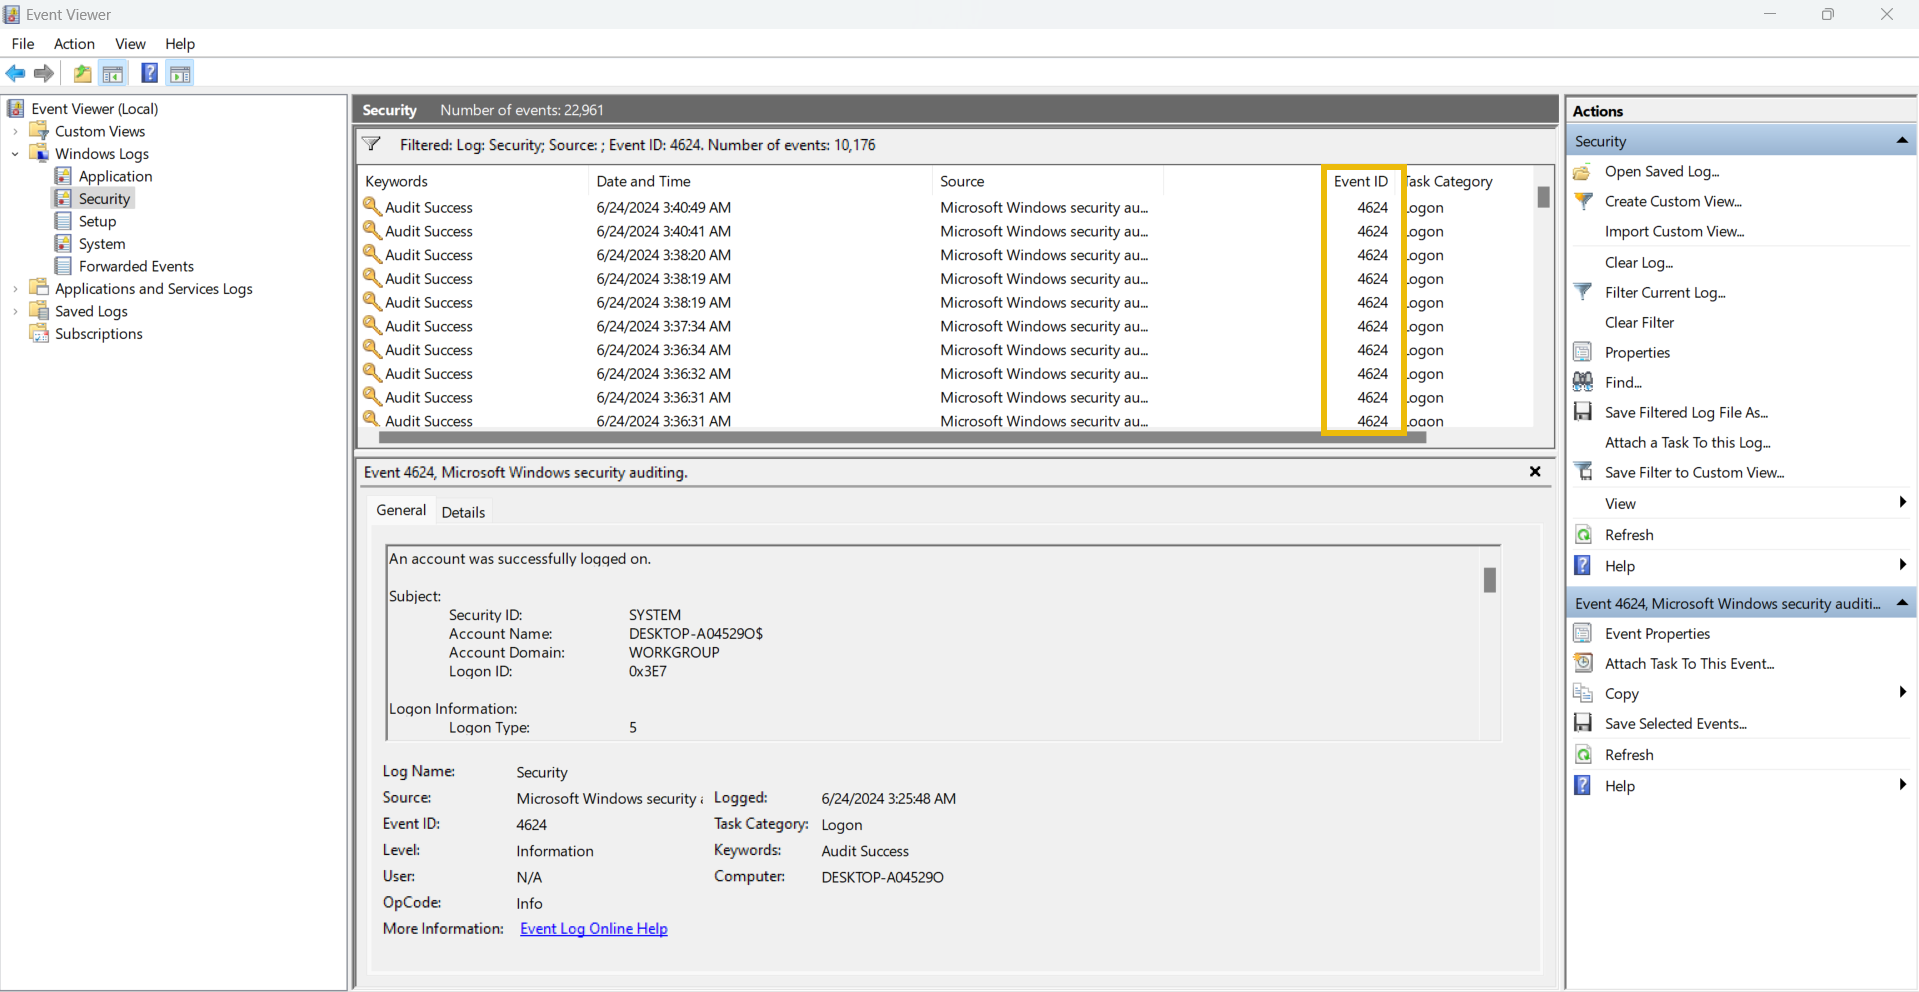 Event Viewer
File Action View Help
Event Viewer (Local)
Custom Views
Windows Logs
Application
Security
Setup
System
Forwarded Events
Applications and Services Logs
Saved Logs
Subscriptions
Security Number of events: 22,961
Filtered: Log: Security; Source: ; Event ID: 4624. Number of events: 10,176
Keywords Date and Time Source Event ID Task Category
Audit Success 6/24/2024 3:40:49 AM Microsoft Windows security au... 4624 Logon
Audit Success 6/24/2024 3:40:41 AM Microsoft Windows security au... 4624 Logon
Audit Success 6/24/2024 3:38:20 AM Microsoft Windows security au... 4624 Logon
Audit Success 6/24/2024 3:38:19 AM Microsoft Windows security au... 4624 Logon
Audit Success 6/24/2024 3:38:19 AM Microsoft Windows security au... 4624 Logon
Audit Success 6/24/2024 3:37:34 AM Microsoft Windows security au... 4624 Logon
Audit Success 6/24/2024 3:36:34 AM Microsoft Windows security au... 4624 Logon
Audit Success 6/24/2024 3:36:32 AM Microsoft Windows security au... 4624 Logon
Audit Success 6/24/2024 3:36:31 AM Microsoft Windows security au... 4624 Logon
Audit Success 6/24/2024 3:36:31 AM Microsoft Windows security au... 4624 Logon
Event 4624, Microsoft Windows security auditing.
General Details
An account was successfully logged on.
Subject:
Security ID: SYSTEM
Account Name: DESKTOP-A04529O$
Account Domain: WORKGROUP
Logon ID: 0x3E7
Logon Information:
Logon Type: 5
Log Name: Security
Source: Microsoft Windows security Logged: 6/24/2024 3:25:48 AM
Event ID: 4624 Task Category: Logon
Level: Information Keywords: Audit Success
User: N/A Computer: DESKTOP-A04529O
OpCode: Info
More Information: Event Log Online Help
Actions
Security
Open Saved Log...
Create Custom View...
Import Custom View...
Clear Log...
Filter Current Log...
Clear Filter
Properties
Find...
Save Filtered Log File As...
Attach a Task To this Log...
Save Filter to Custom View...
View
Refresh
Help
Event 4624, Microsoft Windows security auditi...
Event Properties
Attach Task To This Event...
Copy
Save Selected Events...
Refresh
Help